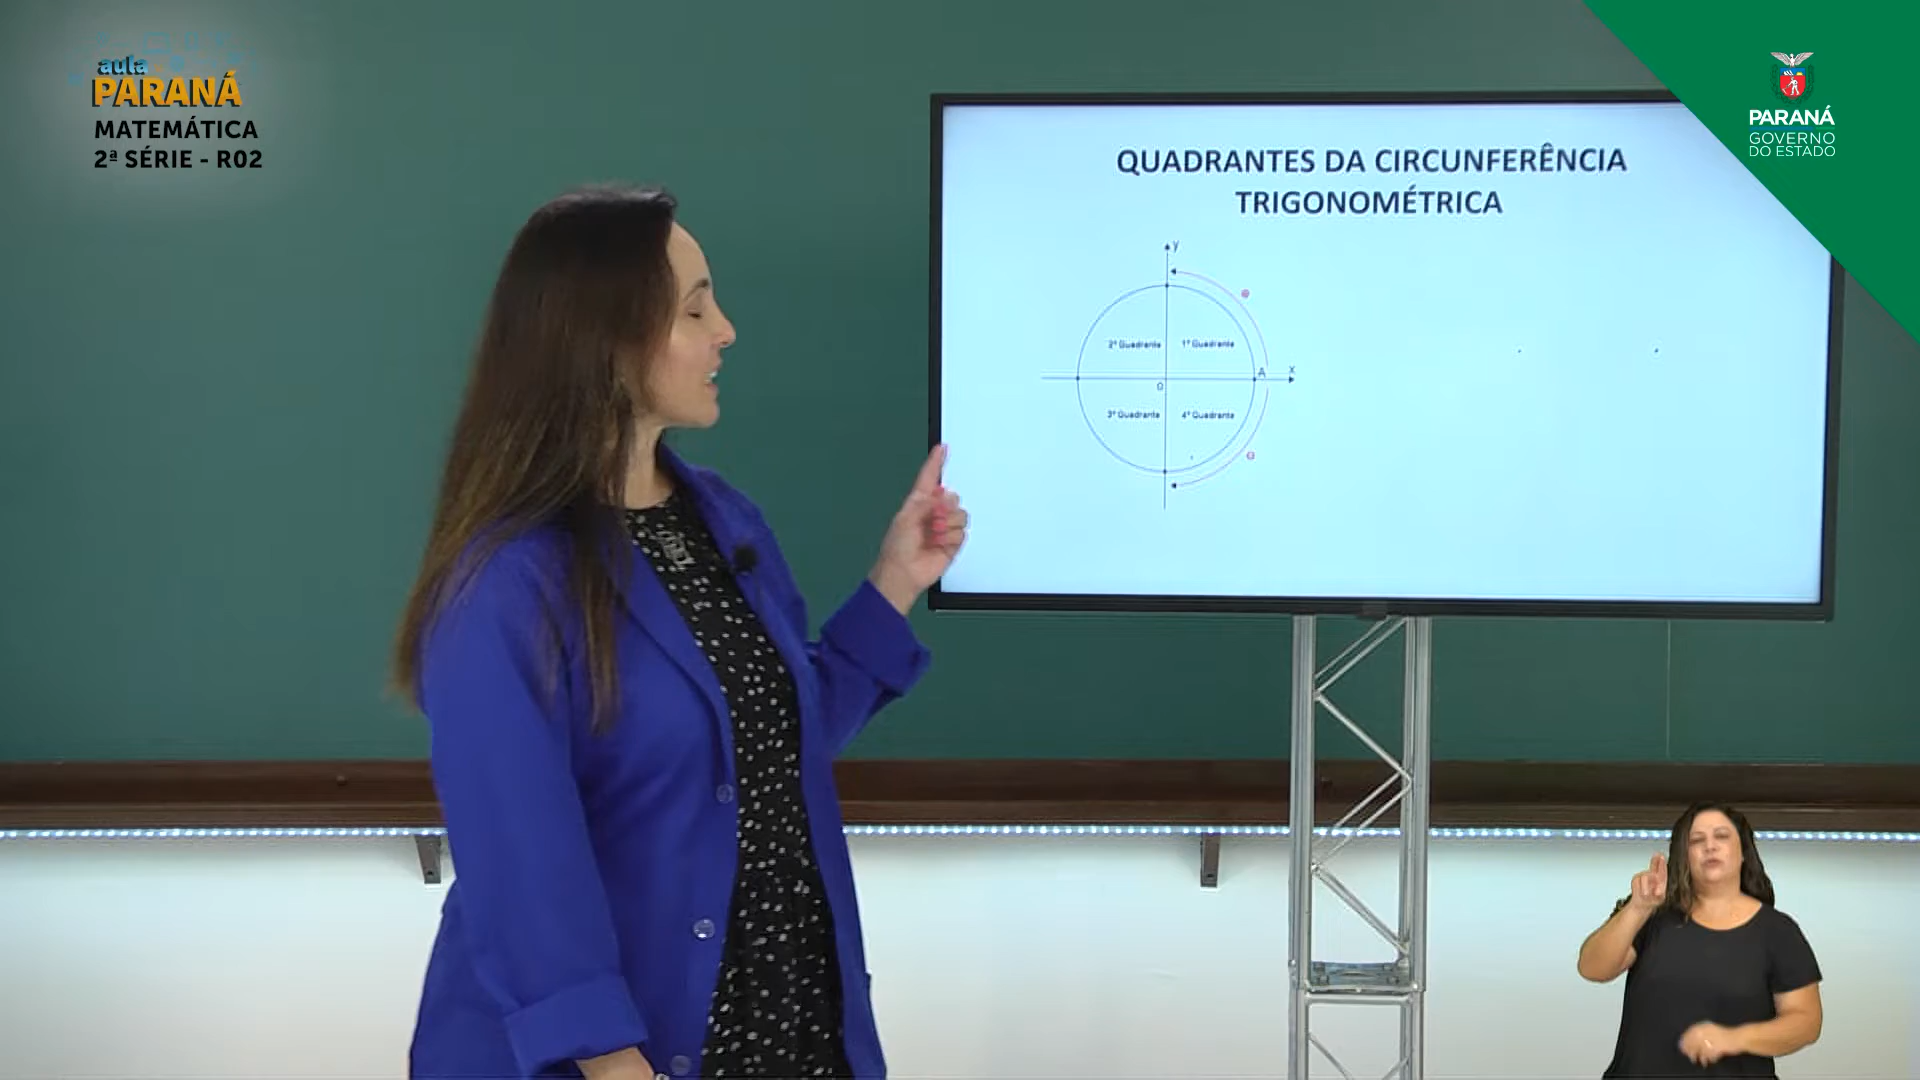 aula
PARANÁ
MATEMÁTICA
2ª SÉRIE - R02
PARANÁ
GOVERNO
DO ESTADO
QUADRANTES DA CIRCUNFERÊNCIA
TRIGONOMÉTRICA
y
2º Quadrante 1º Quadrante
A x
0
3º Quadrante 4º Quadrante